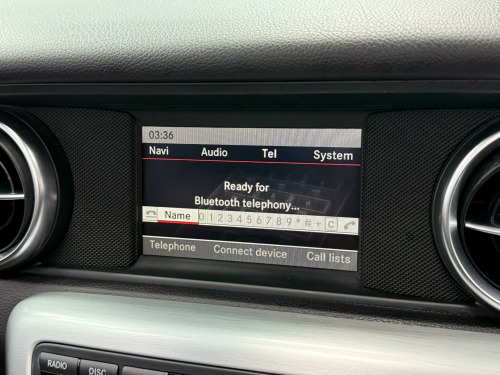 03:36
Navi Audio Tel System
Ready for
Bluetooth telephony...
Name 0 1 2 3 4 5 6 7 8 9 * # + C
Telephone Connect device Call lists
RADIO DISC